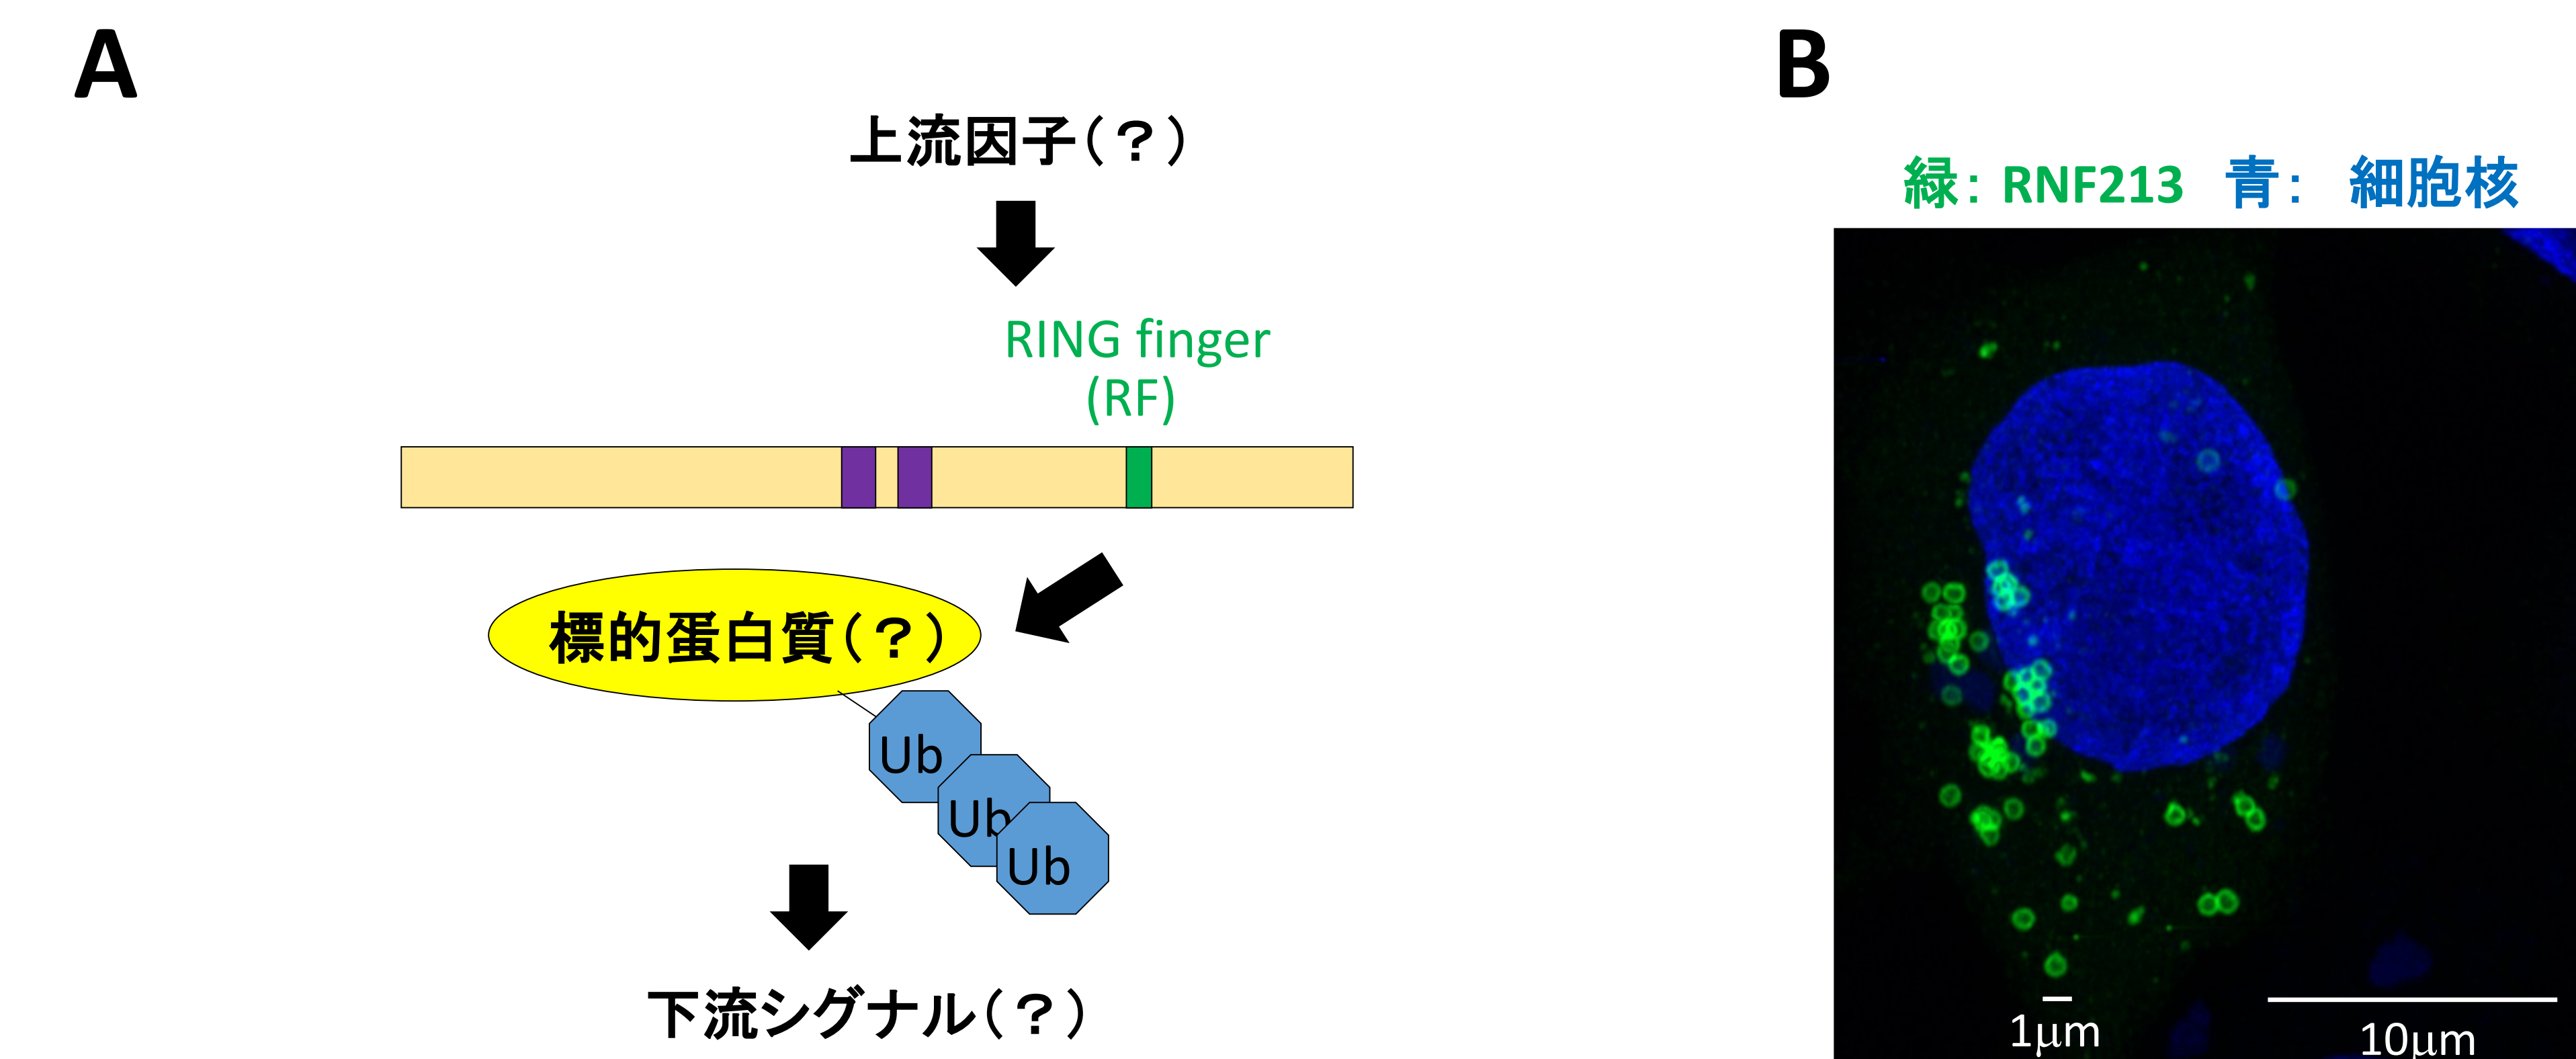 A
上流因子(?)
RING finger
(RF)
標的蛋白質(?)
Ub
Ub
Ub
下流シグナル(?)
B
緑: RNF213 青: 細胞核
1μm
10μm